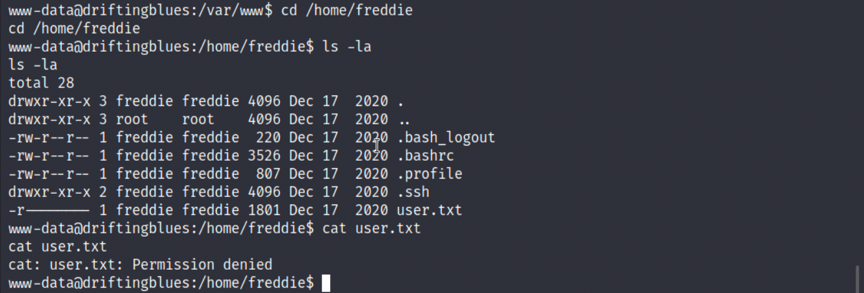 www-data@driftingblues:/var/www$ cd /home/freddie
cd /home/freddie
www-data@driftingblues:/home/freddie$ ls -la
ls -la
total 28
drwxr-xr-x 3 freddie freddie 4096 Dec 17  2020 .
drwxr-xr-x 3 root    root    4096 Dec 17  2020 ..
-rw-r--r-- 1 freddie freddie  220 Dec 17  2020 .bash_logout
-rw-r--r-- 1 freddie freddie 3526 Dec 17  2020 .bashrc
-rw-r--r-- 1 freddie freddie  807 Dec 17  2020 .profile
drwxr-xr-x 2 freddie freddie 4096 Dec 17  2020 .ssh
-r-------- 1 freddie freddie 1801 Dec 17  2020 user.txt
www-data@driftingblues:/home/freddie$ cat user.txt
cat user.txt
cat: user.txt: Permission denied
www-data@driftingblues:/home/freddie$